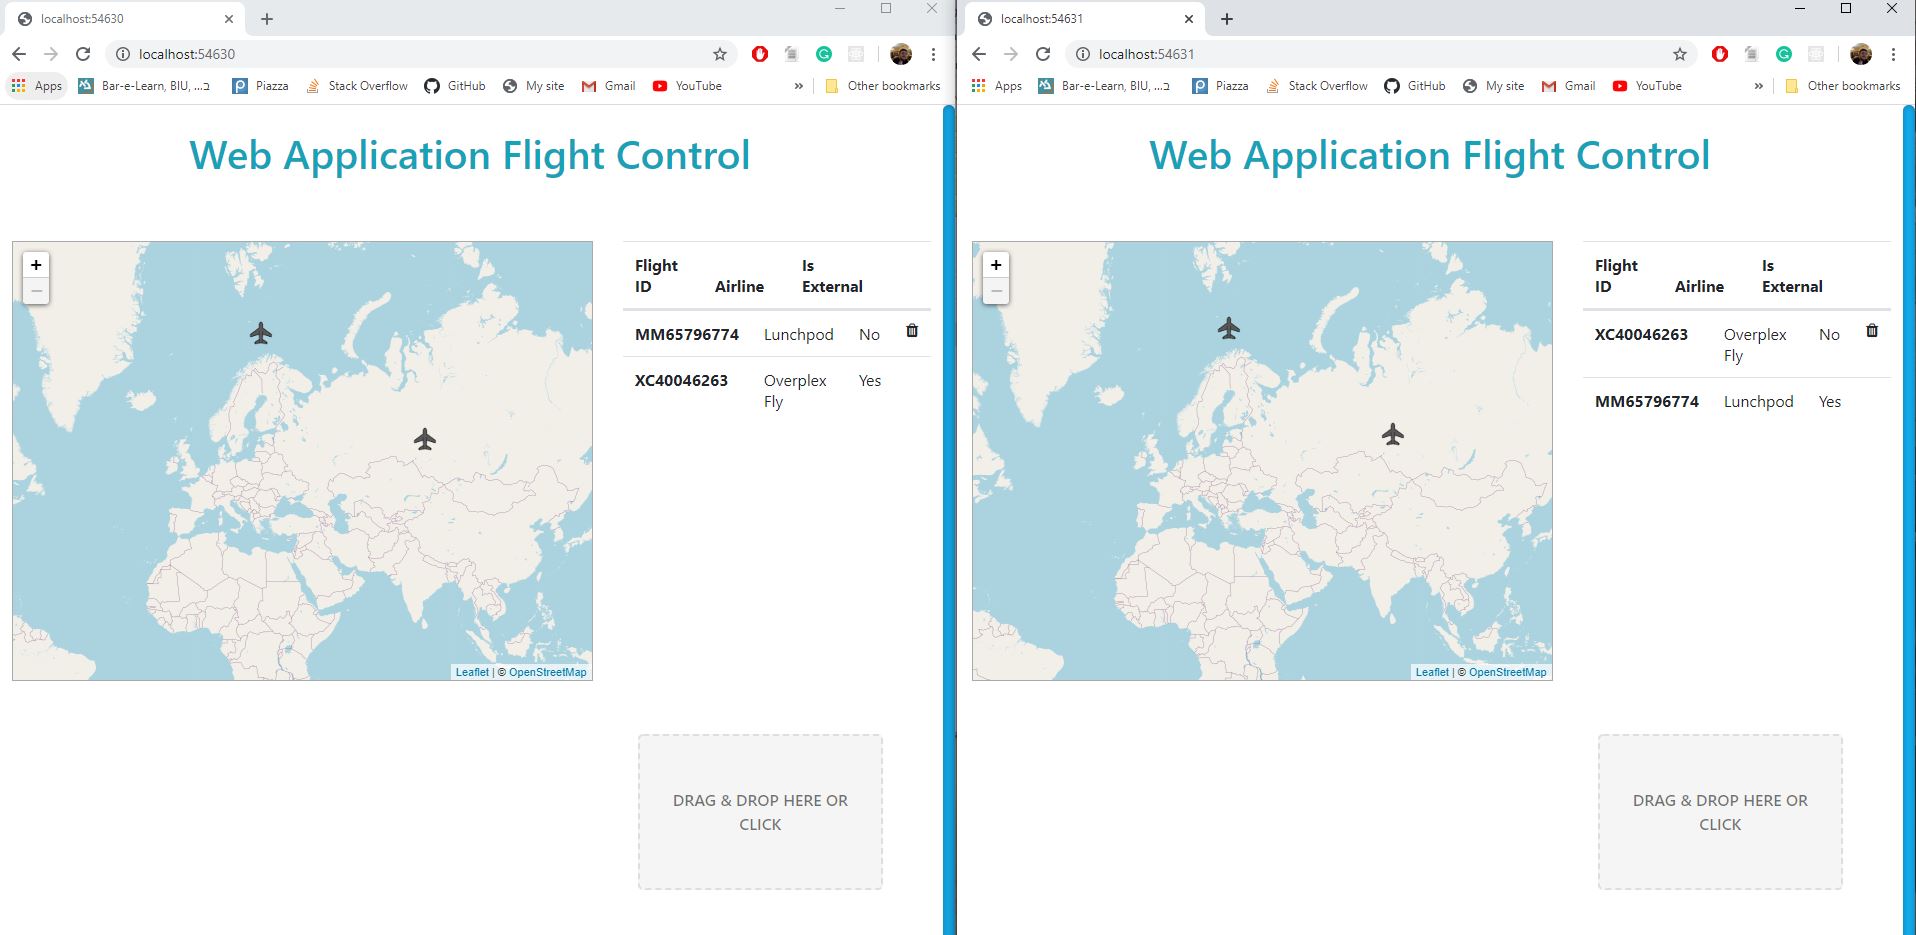 localhost:54630
localhost:54630
Apps Bar-e-Learn, BIU, ...ב Piazza Stack Overflow GitHub My site Gmail YouTube » Other bookmarks
Web Application Flight Control
+
−
Flight ID Airline Is External
MM65796774 Lunchpod No
XC40046263 Overplex Fly Yes
Leaflet | © OpenStreetMap
DRAG & DROP HERE OR
CLICK
localhost:54631
localhost:54631
Apps Bar-e-Learn, BIU, ...ב Piazza Stack Overflow GitHub My site Gmail YouTube » Other bookmarks
Web Application Flight Control
+
−
Flight ID Airline Is External
XC40046263 Overplex Fly No
MM65796774 Lunchpod Yes
Leaflet | © OpenStreetMap
DRAG & DROP HERE OR
CLICK